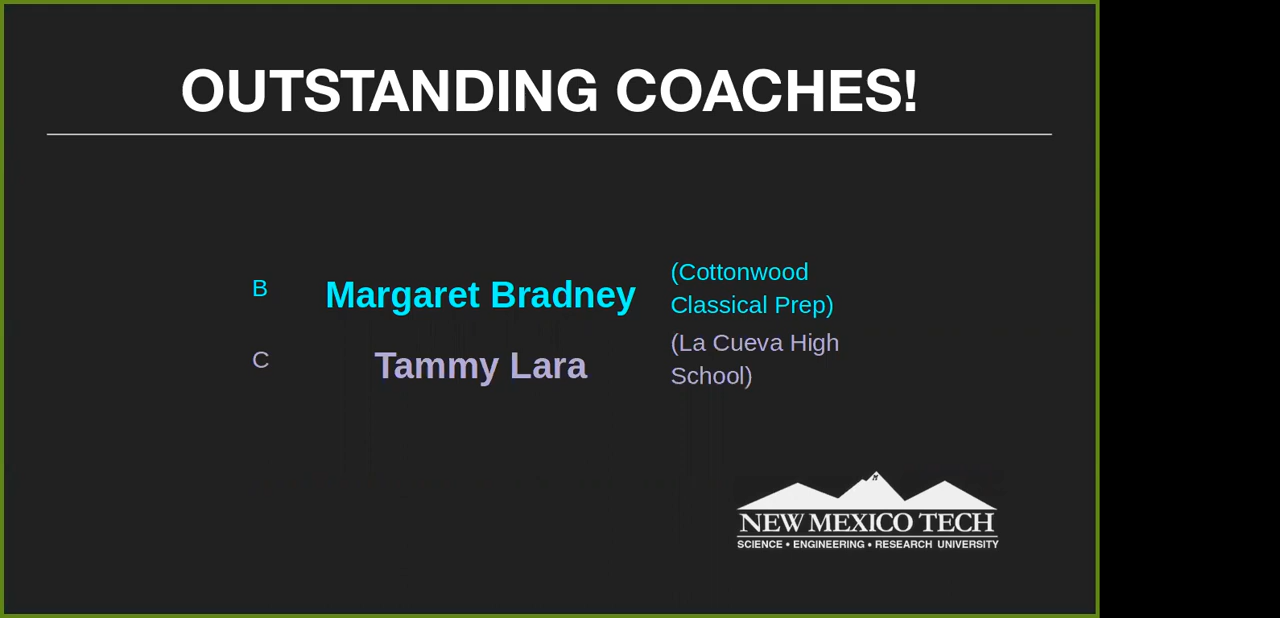 OUTSTANDING COACHES!
B
Margaret Bradney
(Cottonwood
Classical Prep)
C
Tammy Lara
(La Cueva High
School)
NEW MEXICO TECH
SCIENCE • ENGINEERING • RESEARCH UNIVERSITY